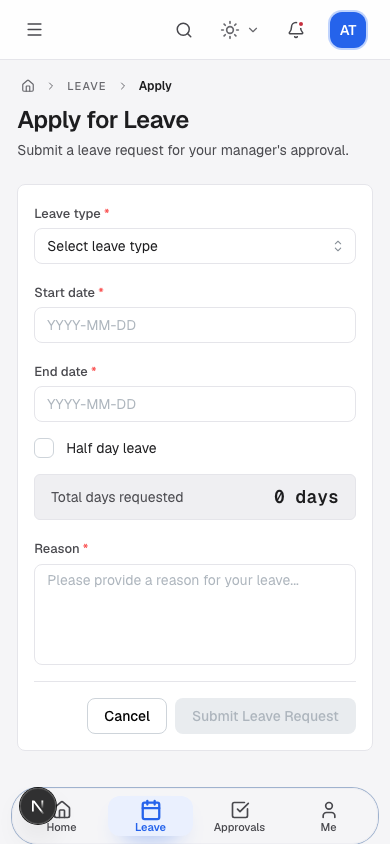 AT
LEAVE
Apply
Apply for Leave
Submit a leave request for your manager's approval.
Leave type *
Select leave type
Start date *
YYYY-MM-DD
End date *
YYYY-MM-DD
Half day leave
Total days requested
0 days
Reason *
Please provide a reason for your leave...
Cancel
Submit Leave Request
N
Home
Leave
Approvals
Me